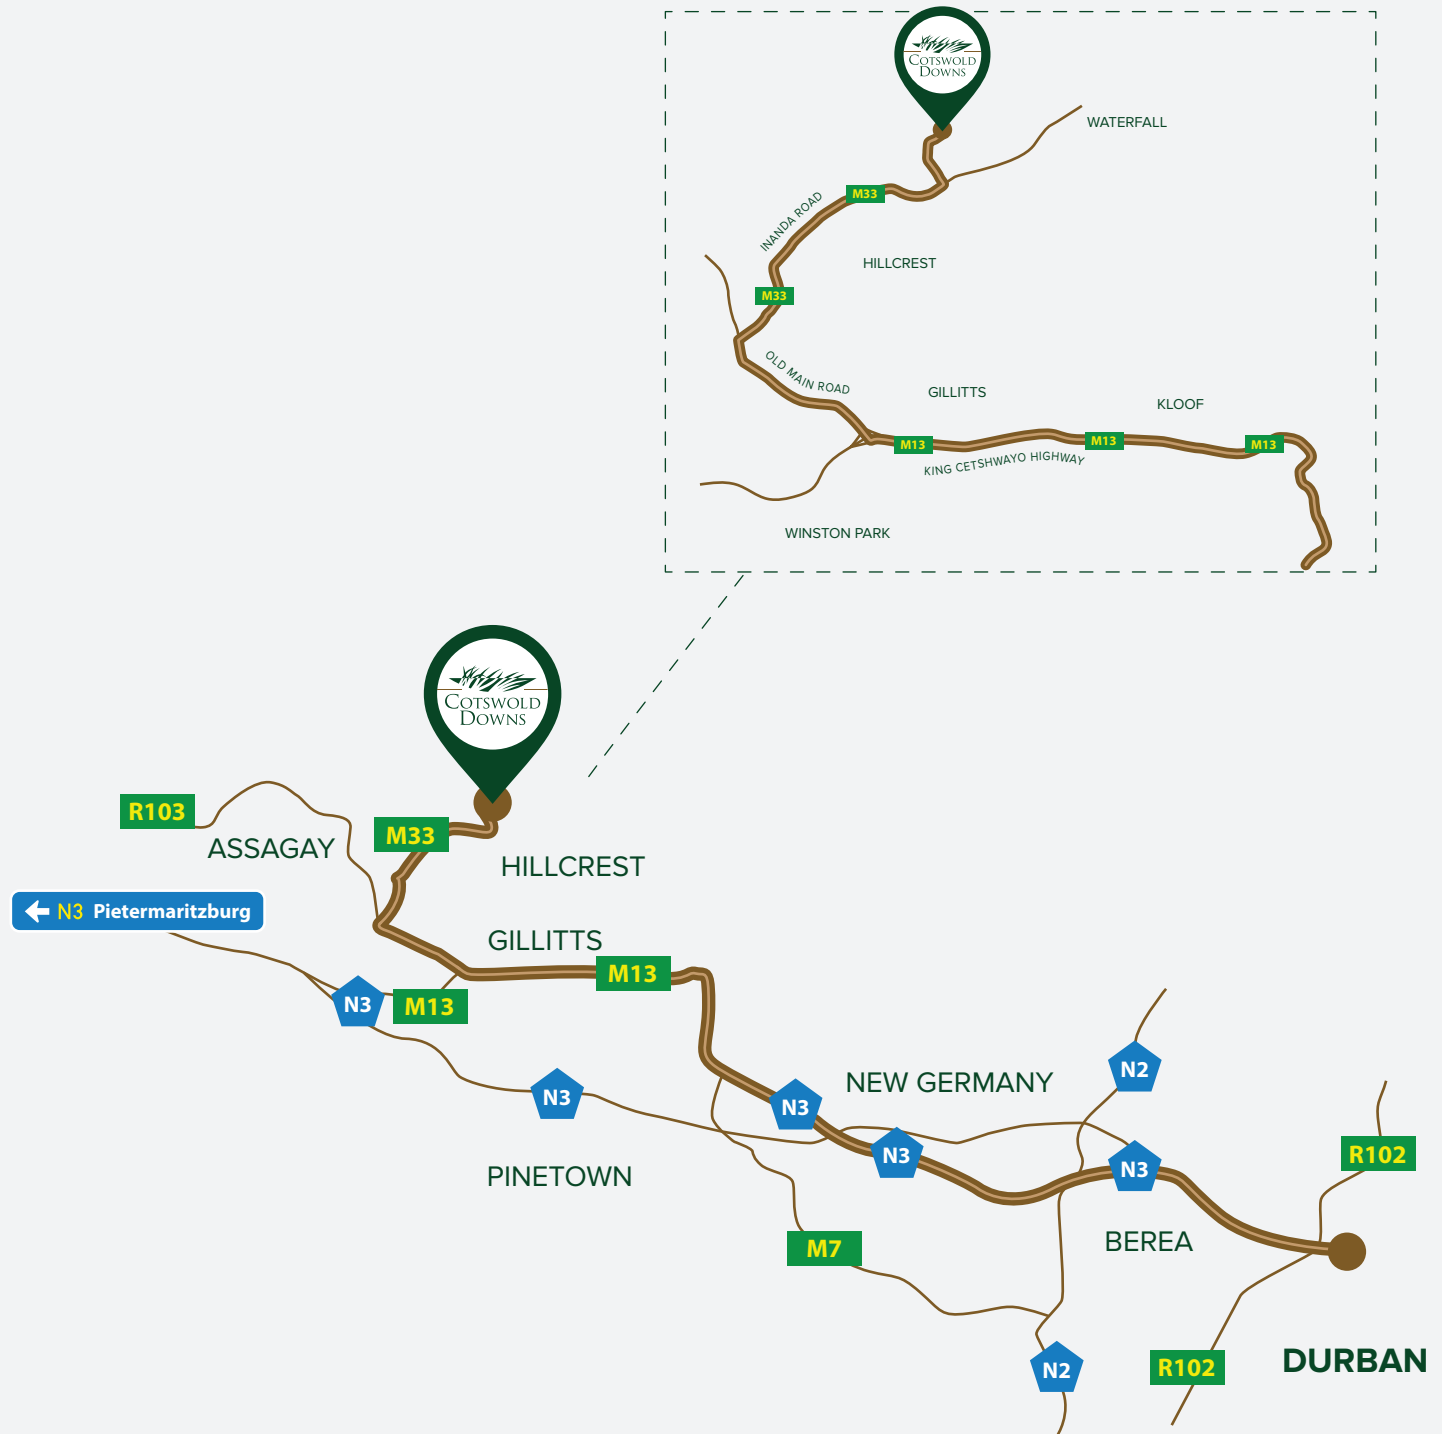 COTSWOLD
DOWNS
WATERFALL
M33
INANDA ROAD
HILLCREST
M33
OLD MAIN ROAD
GILLITTS
KLOOF
M13
M13
M13
KING CETSHWAYO HIGHWAY
WINSTON PARK
COTSWOLD
DOWNS
R103
M33
ASSAGAY
HILLCREST
N3 Pietermaritzburg
GILLITTS
M13
N3
M13
N3
NEW GERMANY
N2
N3
N3
R102
PINETOWN
N3
M7
BEREA
N2
R102
DURBAN